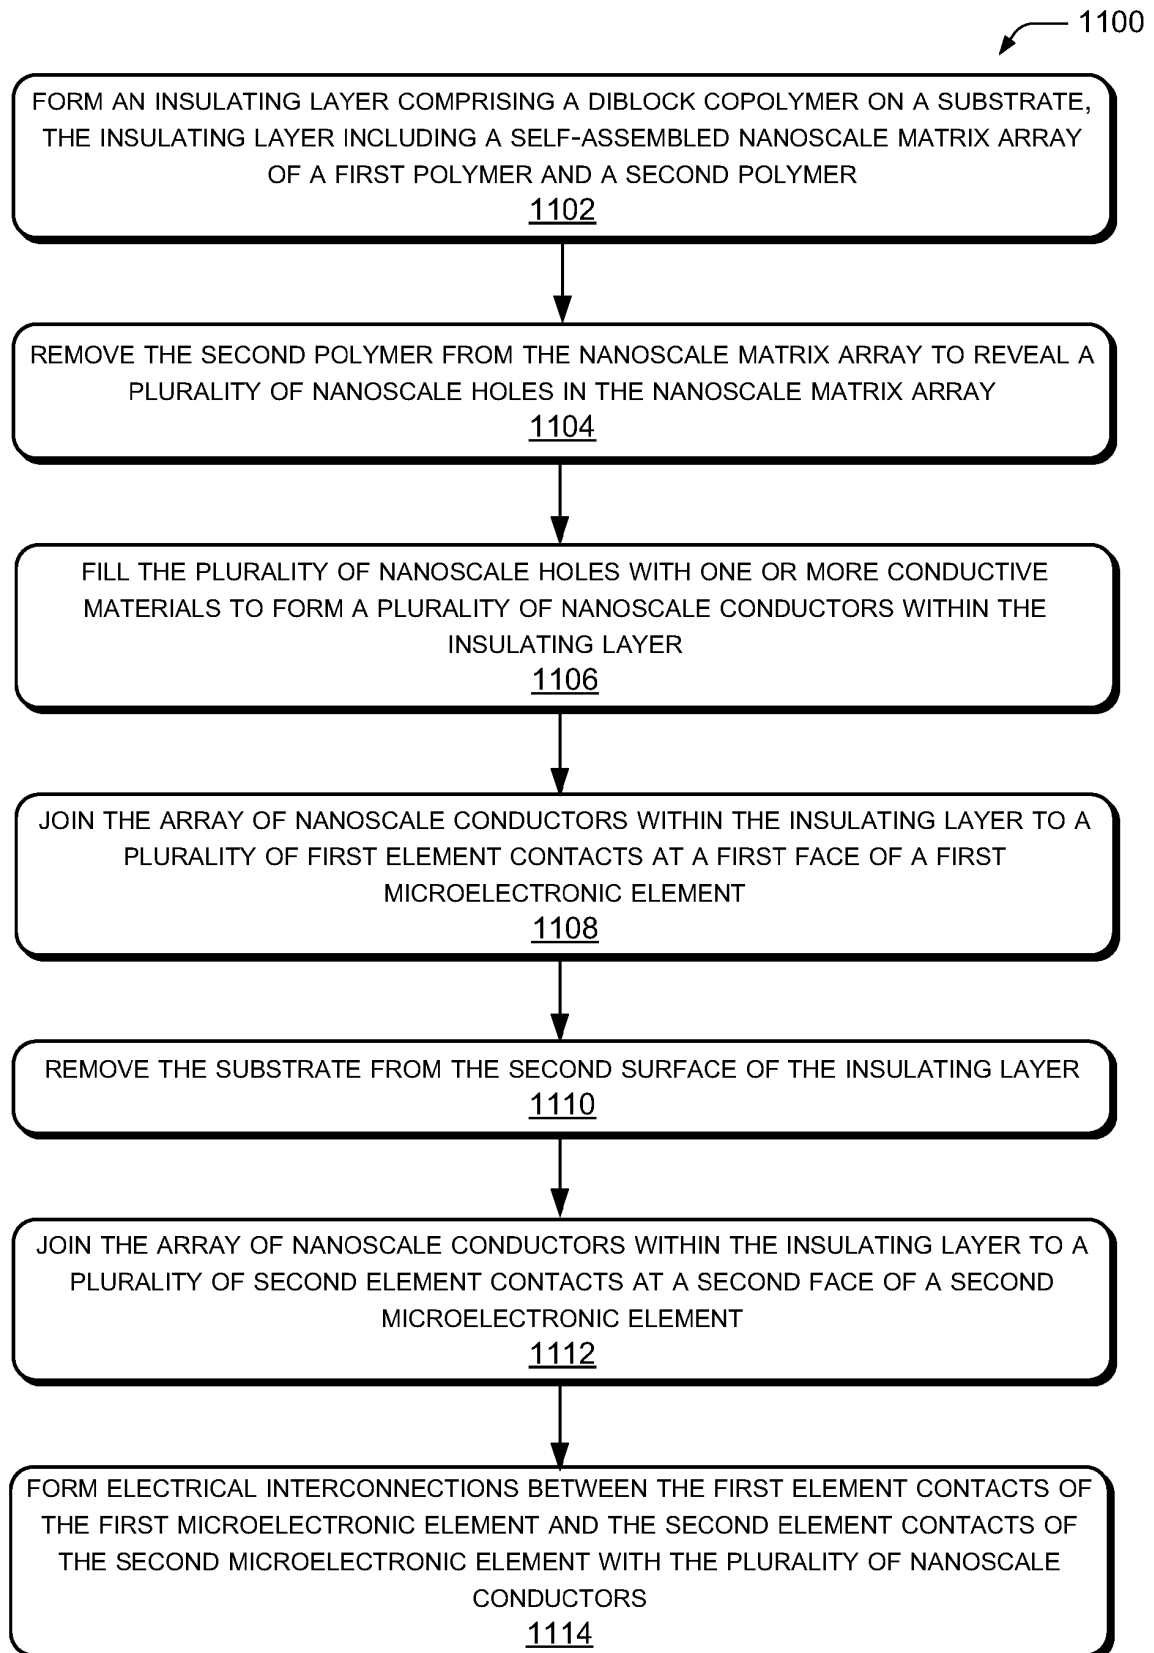 1100
FORM AN INSULATING LAYER COMPRISING A DIBLOCK COPOLYMER ON A SUBSTRATE,
THE INSULATING LAYER INCLUDING A SELF-ASSEMBLED NANOSCALE MATRIX ARRAY
OF A FIRST POLYMER AND A SECOND POLYMER
1102
REMOVE THE SECOND POLYMER FROM THE NANOSCALE MATRIX ARRAY TO REVEAL A
PLURALITY OF NANOSCALE HOLES IN THE NANOSCALE MATRIX ARRAY
1104
FILL THE PLURALITY OF NANOSCALE HOLES WITH ONE OR MORE CONDUCTIVE
MATERIALS TO FORM A PLURALITY OF NANOSCALE CONDUCTORS WITHIN THE
INSULATING LAYER
1106
JOIN THE ARRAY OF NANOSCALE CONDUCTORS WITHIN THE INSULATING LAYER TO A
PLURALITY OF FIRST ELEMENT CONTACTS AT A FIRST FACE OF A FIRST
MICROELECTRONIC ELEMENT
1108
REMOVE THE SUBSTRATE FROM THE SECOND SURFACE OF THE INSULATING LAYER
1110
JOIN THE ARRAY OF NANOSCALE CONDUCTORS WITHIN THE INSULATING LAYER TO A
PLURALITY OF SECOND ELEMENT CONTACTS AT A SECOND FACE OF A SECOND
MICROELECTRONIC ELEMENT
1112
FORM ELECTRICAL INTERCONNECTIONS BETWEEN THE FIRST ELEMENT CONTACTS OF
THE FIRST MICROELECTRONIC ELEMENT AND THE SECOND ELEMENT CONTACTS OF
THE SECOND MICROELECTRONIC ELEMENT WITH THE PLURALITY OF NANOSCALE
CONDUCTORS
1114